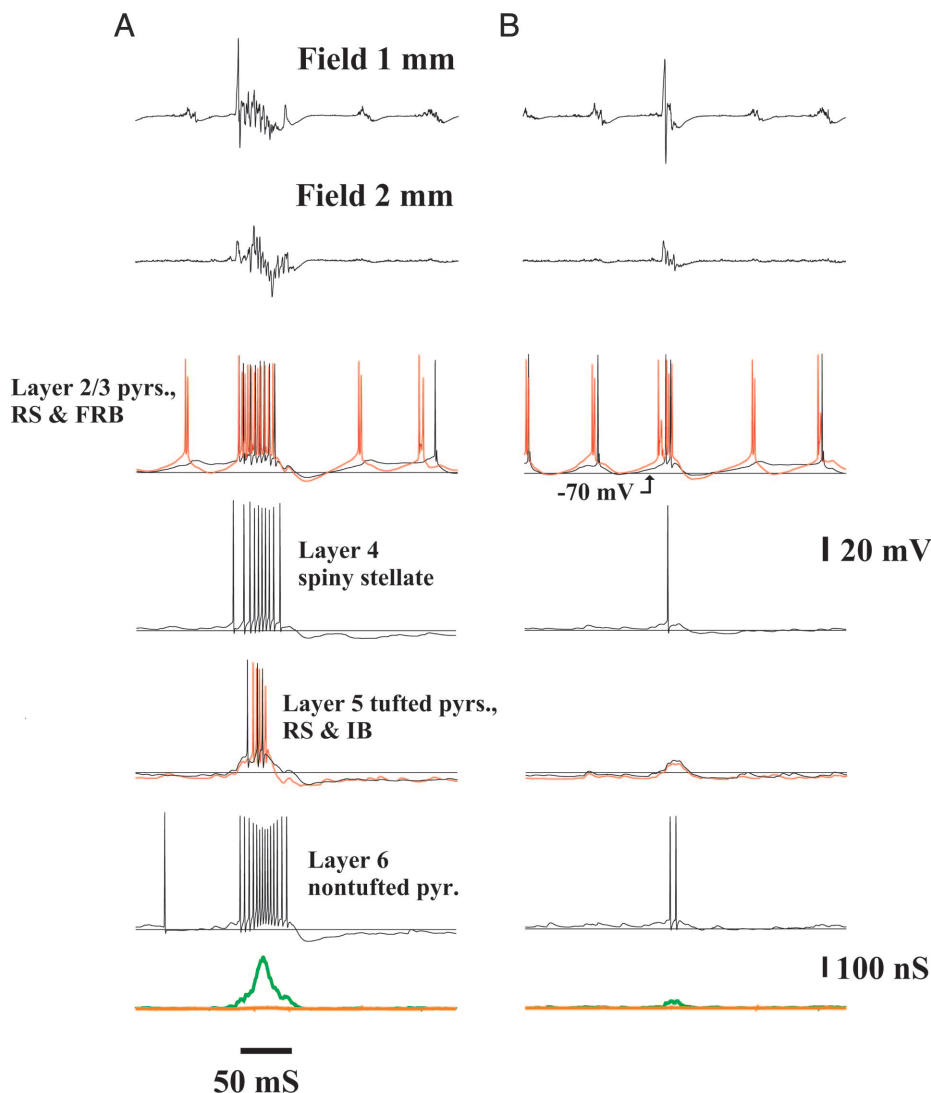 A
B
Field 1 mm
Field 2 mm
Layer 2/3 pyrs.,
RS & FRB
-70 mV
Layer 4
spiny stellate
20 mV
Layer 5 tufted pyrs.,
RS & IB
Layer 6
nontufted pyr.
100 nS
50 mS